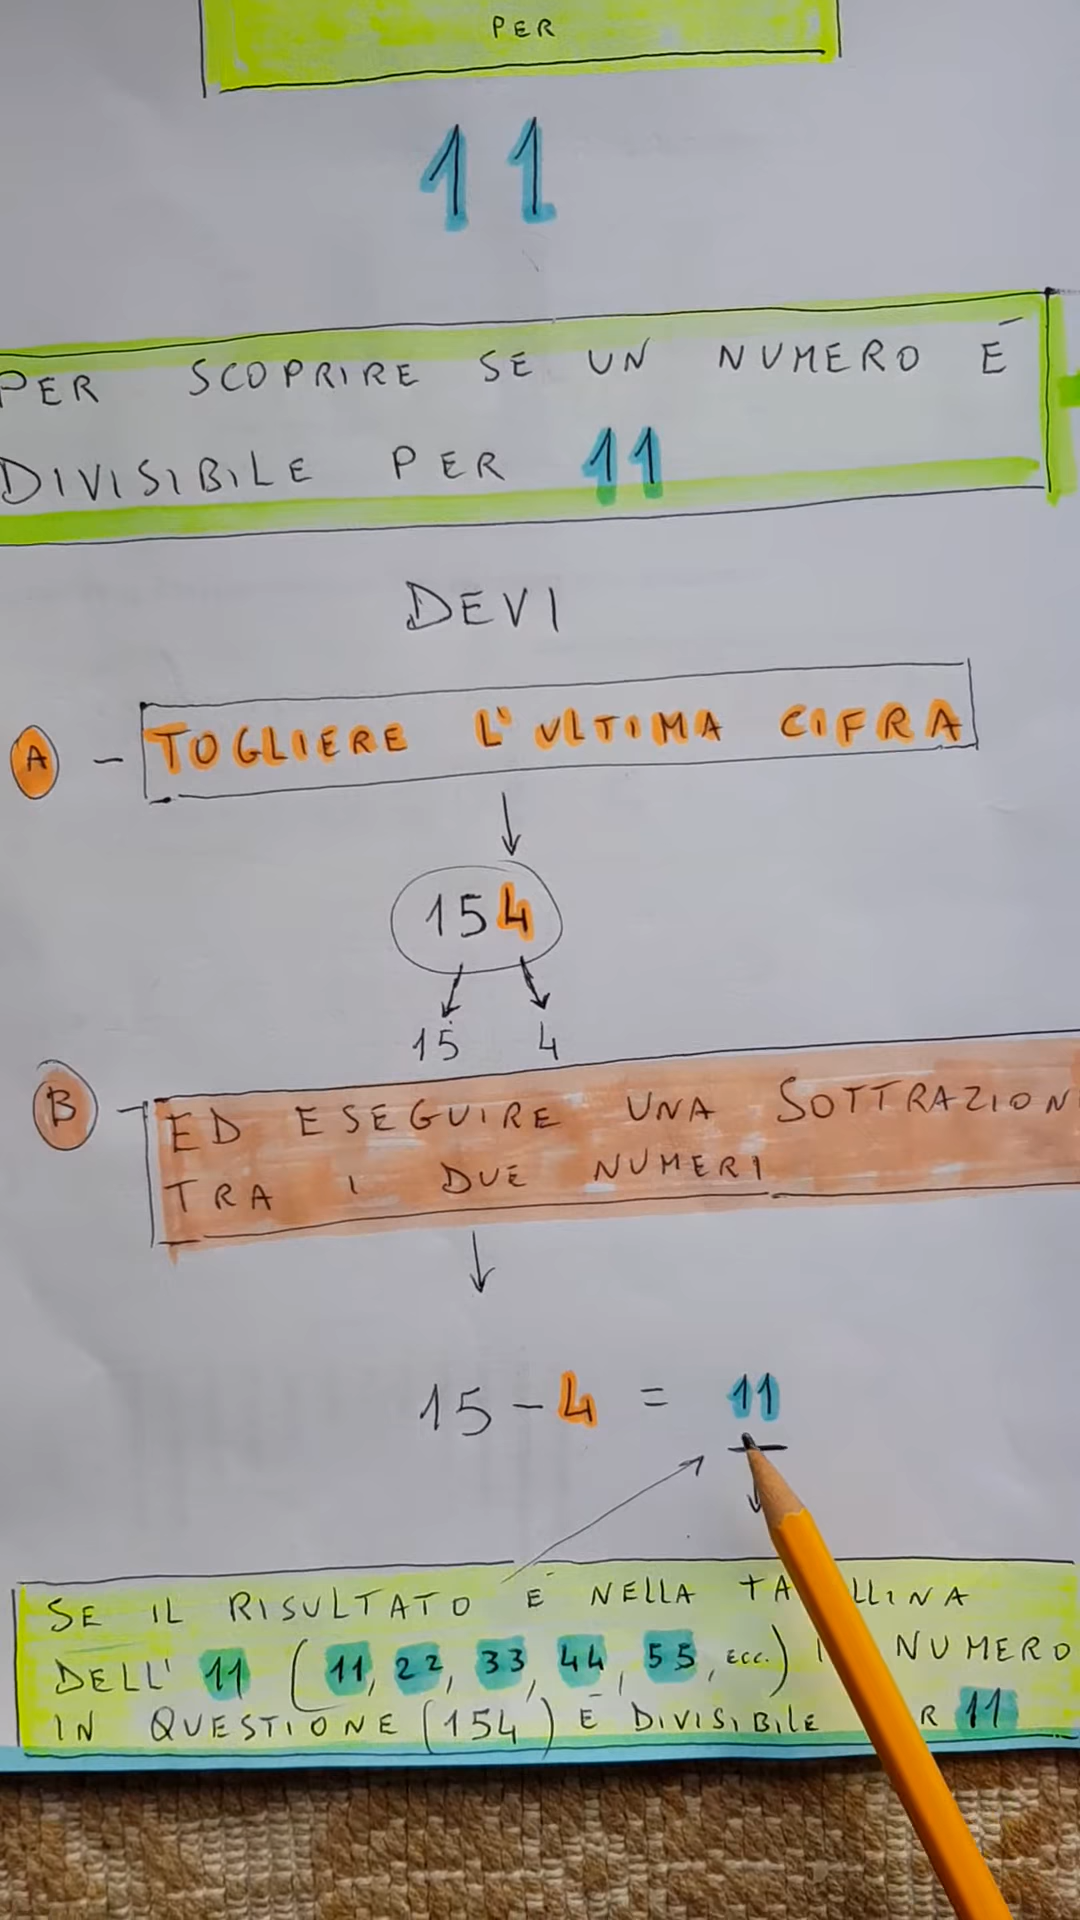 PER
11
PER SCOPRIRE SE UN NUMERO É
DIVISIBILE PER 11
DEVI
A - TOGLIERE L'ULTIMA CIFRA
154
15 4
B - ED ESEGUIRE UNA SOTTRAZION
TRA I DUE NUMERI
15 - 4 = 11
SE IL RISULTATO É NELLA TA LLINA
DELL' 11 (11, 22, 33, 44, 55, ECC.) NUMERO
IN QUESTIONE (154) É DIVISIBILE R 11